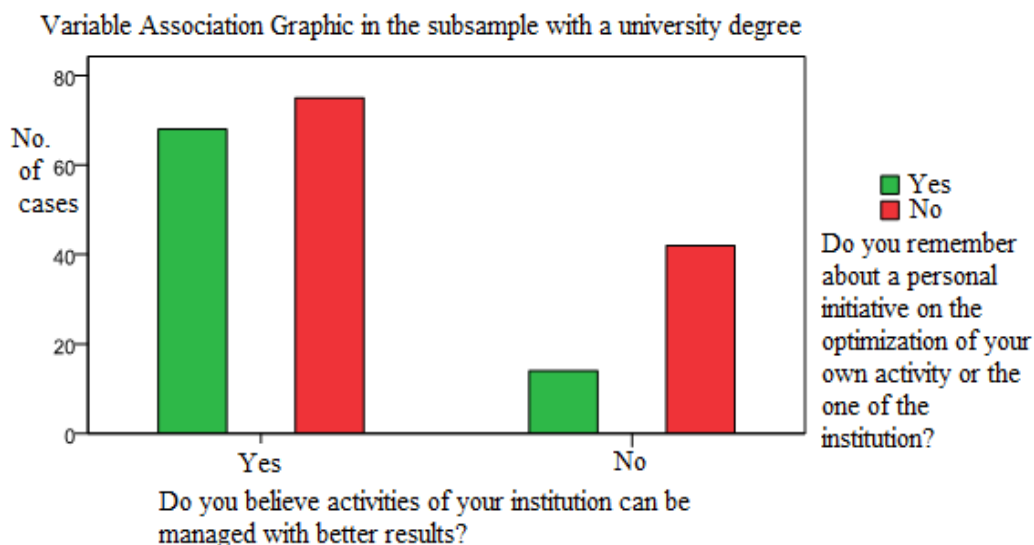 Variable Association Graphic in the subsample with a university degree
80
No.
of
60
cases
40
20
0
Yes
No
Do you believe activities of your institution can be
managed with better results?
Yes
No
Do you remember
about a personal
initiative on the
optimization of your
own activity or the
one of the
institution?